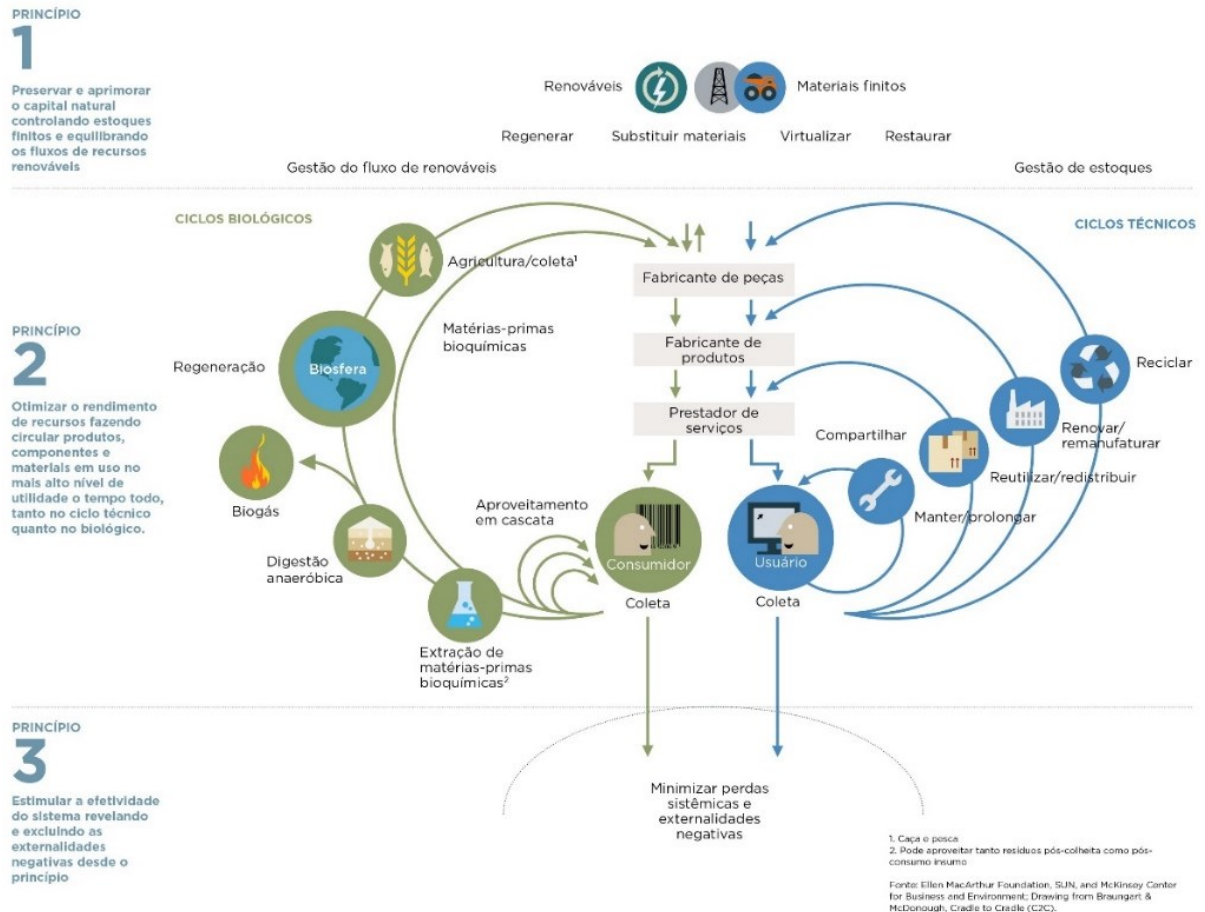 PRINCÍPIO
1
Preservar e aprimorar
o capital natural
controlando estoques
finitos e equilibrando
os fluxos de recursos
renováveis
Renováveis
Materiais finitos
Regenerar
Substituir materiais
Virtualizar
Restaurar
Gestão do fluxo de renováveis
Gestão de estoques
PRINCÍPIO
2
Otimizar o rendimento
de recursos fazendo
circular produtos,
componentes e
materiais em uso no
mais alto nível de
utilidade o tempo todo,
tanto no ciclo técnico
quanto no biológico.
CICLOS BIOLÓGICOS
Agricultura/coleta¹
Matérias-primas
bioquímicas
Regeneração
Biosfera
Biogás
Digestão
anaeróbica
Extração de
matérias-primas
bioquímicas²
Aproveitamento
em cascata
Fabricante de peças
Fabricante de
produtos
Prestador de
serviços
Consumidor
Coleta
Usuário
Coleta
CICLOS TÉCNICOS
Reciclar
Renovar/
remanufaturar
Reutilizar/redistribuir
Compartilhar
Manter/prolongar
PRINCÍPIO
3
Estimular a efetividade
do sistema revelando
e excluindo as
externalidades
negativas desde o
princípio
Minimizar perdas
sistêmicas e
externalidades
negativas
1. Caça e pesca
2. Pode aproveitar tanto resíduos pós-colheita como pós-
consumo insumo
Fonte: Ellen MacArthur Foundation, SUN, and McKinsey Center
for Business and Environment; Drawing from Braungart &
McDonough, Cradle to Cradle (C2C).